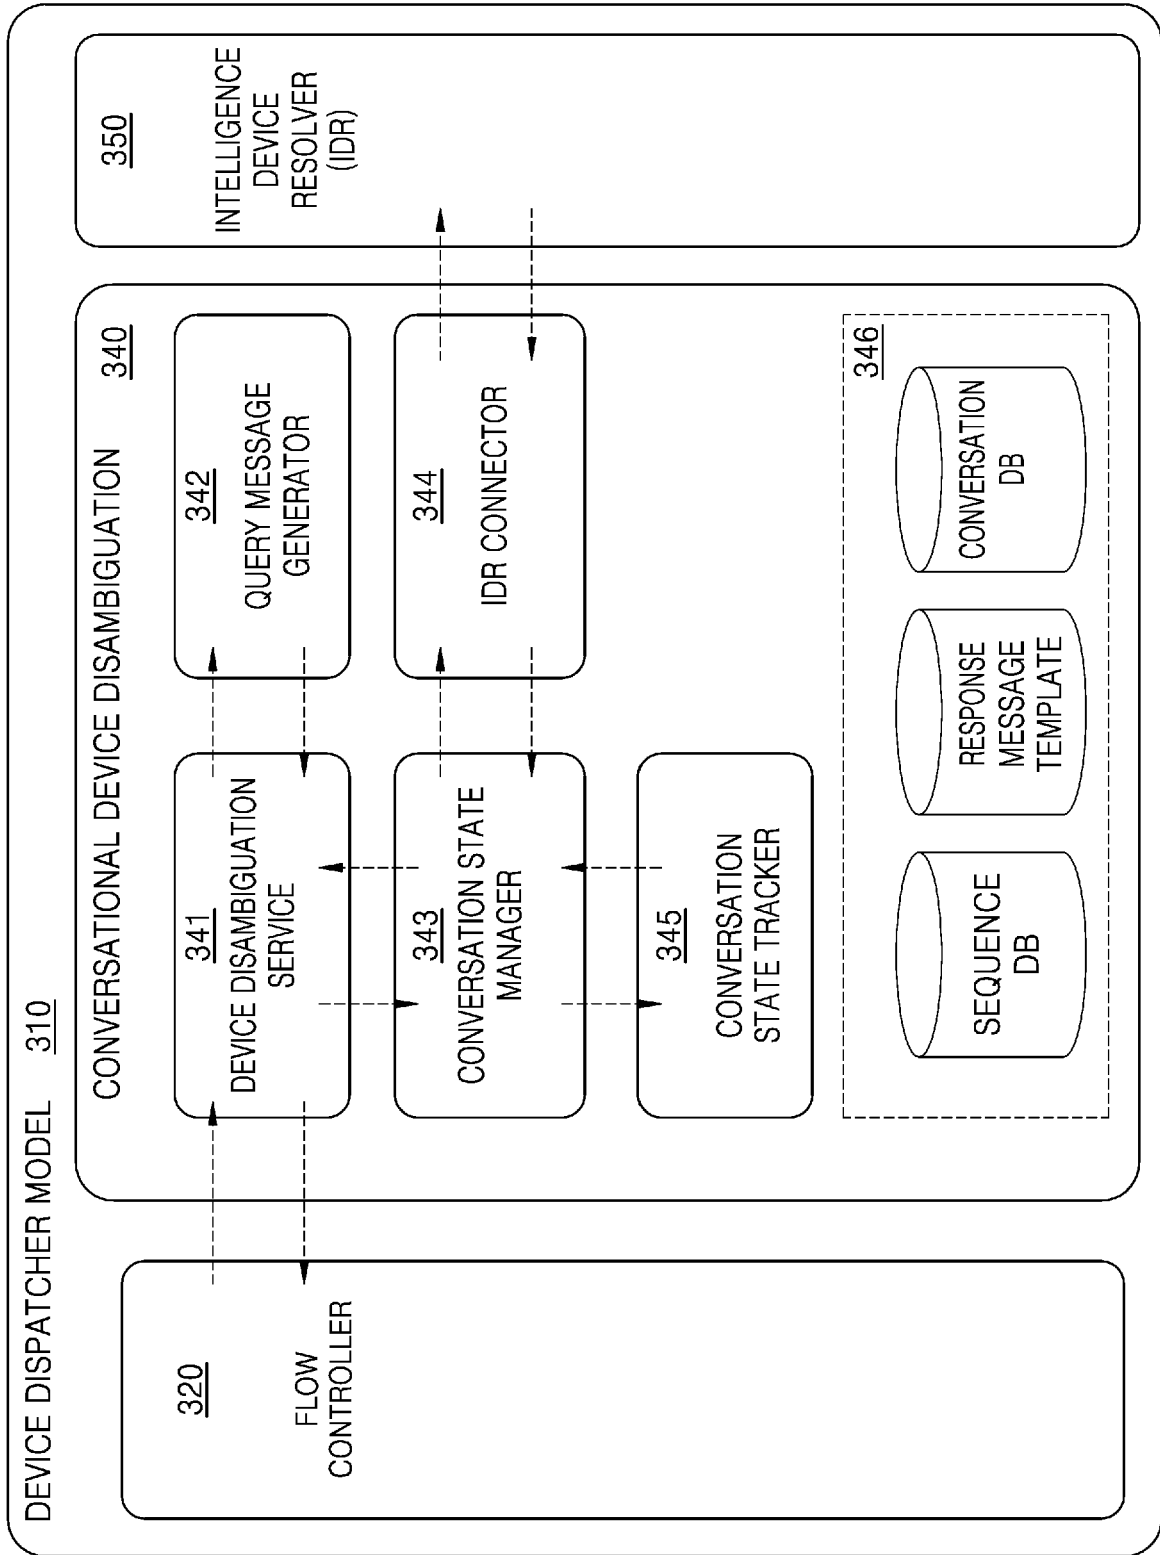 DEVICE DISPATCHER MODEL 310
320
FLOW
CONTROLLER
CONVERSATIONAL DEVICE DISAMBIGUATION 340
341
DEVICE DISAMBIGUATION
SERVICE
342
QUERY MESSAGE
GENERATOR
343
CONVERSATION STATE
MANAGER
344
IDR CONNECTOR
345
CONVERSATION
STATE TRACKER
346
SEQUENCE
DB
RESPONSE
MESSAGE
TEMPLATE
CONVERSATION
DB
350
INTELLIGENCE
DEVICE
RESOLVER
(IDR)